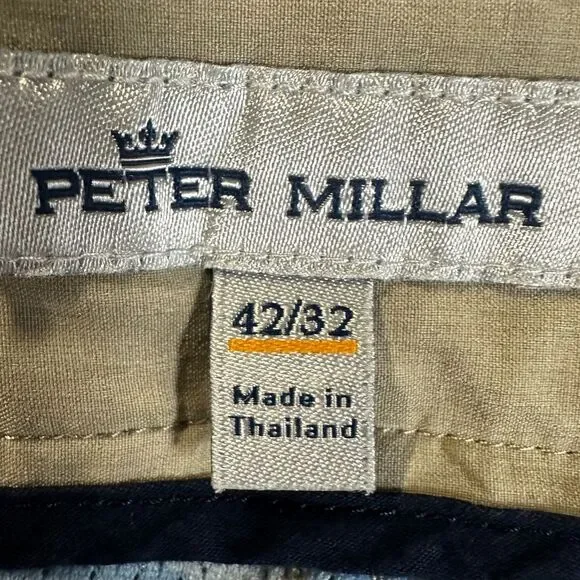 PETER MILLAR
42/32
Made in
Thailand